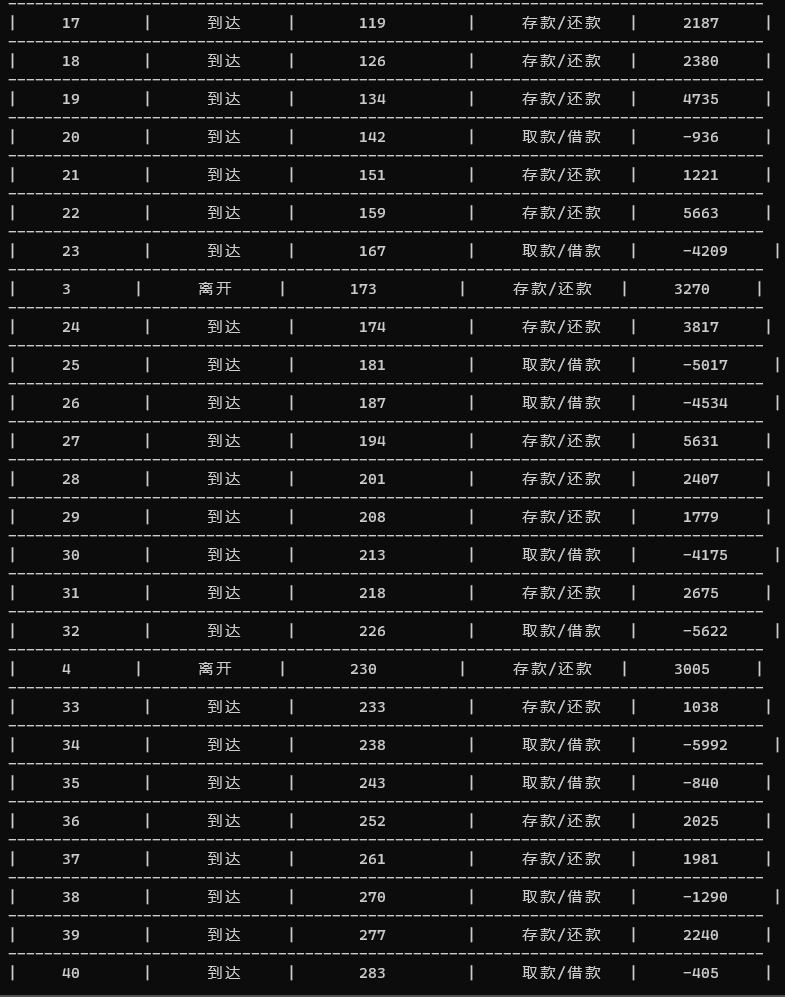 | 17 | 到达 | 119 | 存款/还款 | 2187 |
| 18 | 到达 | 126 | 存款/还款 | 2380 |
| 19 | 到达 | 134 | 存款/还款 | 4735 |
| 20 | 到达 | 142 | 取款/借款 | -936 |
| 21 | 到达 | 151 | 存款/还款 | 1221 |
| 22 | 到达 | 159 | 存款/还款 | 5663 |
| 23 | 到达 | 167 | 取款/借款 | -4209 |
| 3 | 离开 | 173 | 存款/还款 | 3270 |
| 24 | 到达 | 174 | 存款/还款 | 3817 |
| 25 | 到达 | 181 | 取款/借款 | -5017 |
| 26 | 到达 | 187 | 取款/借款 | -4534 |
| 27 | 到达 | 194 | 存款/还款 | 5631 |
| 28 | 到达 | 201 | 存款/还款 | 2407 |
| 29 | 到达 | 208 | 存款/还款 | 1779 |
| 30 | 到达 | 213 | 取款/借款 | -4175 |
| 31 | 到达 | 218 | 存款/还款 | 2675 |
| 32 | 到达 | 226 | 取款/借款 | -5622 |
| 4 | 离开 | 230 | 存款/还款 | 3005 |
| 33 | 到达 | 233 | 存款/还款 | 1038 |
| 34 | 到达 | 238 | 取款/借款 | -5992 |
| 35 | 到达 | 243 | 取款/借款 | -840 |
| 36 | 到达 | 252 | 存款/还款 | 2025 |
| 37 | 到达 | 261 | 存款/还款 | 1981 |
| 38 | 到达 | 270 | 取款/借款 | -1290 |
| 39 | 到达 | 277 | 存款/还款 | 2240 |
| 40 | 到达 | 283 | 取款/借款 | -405 |